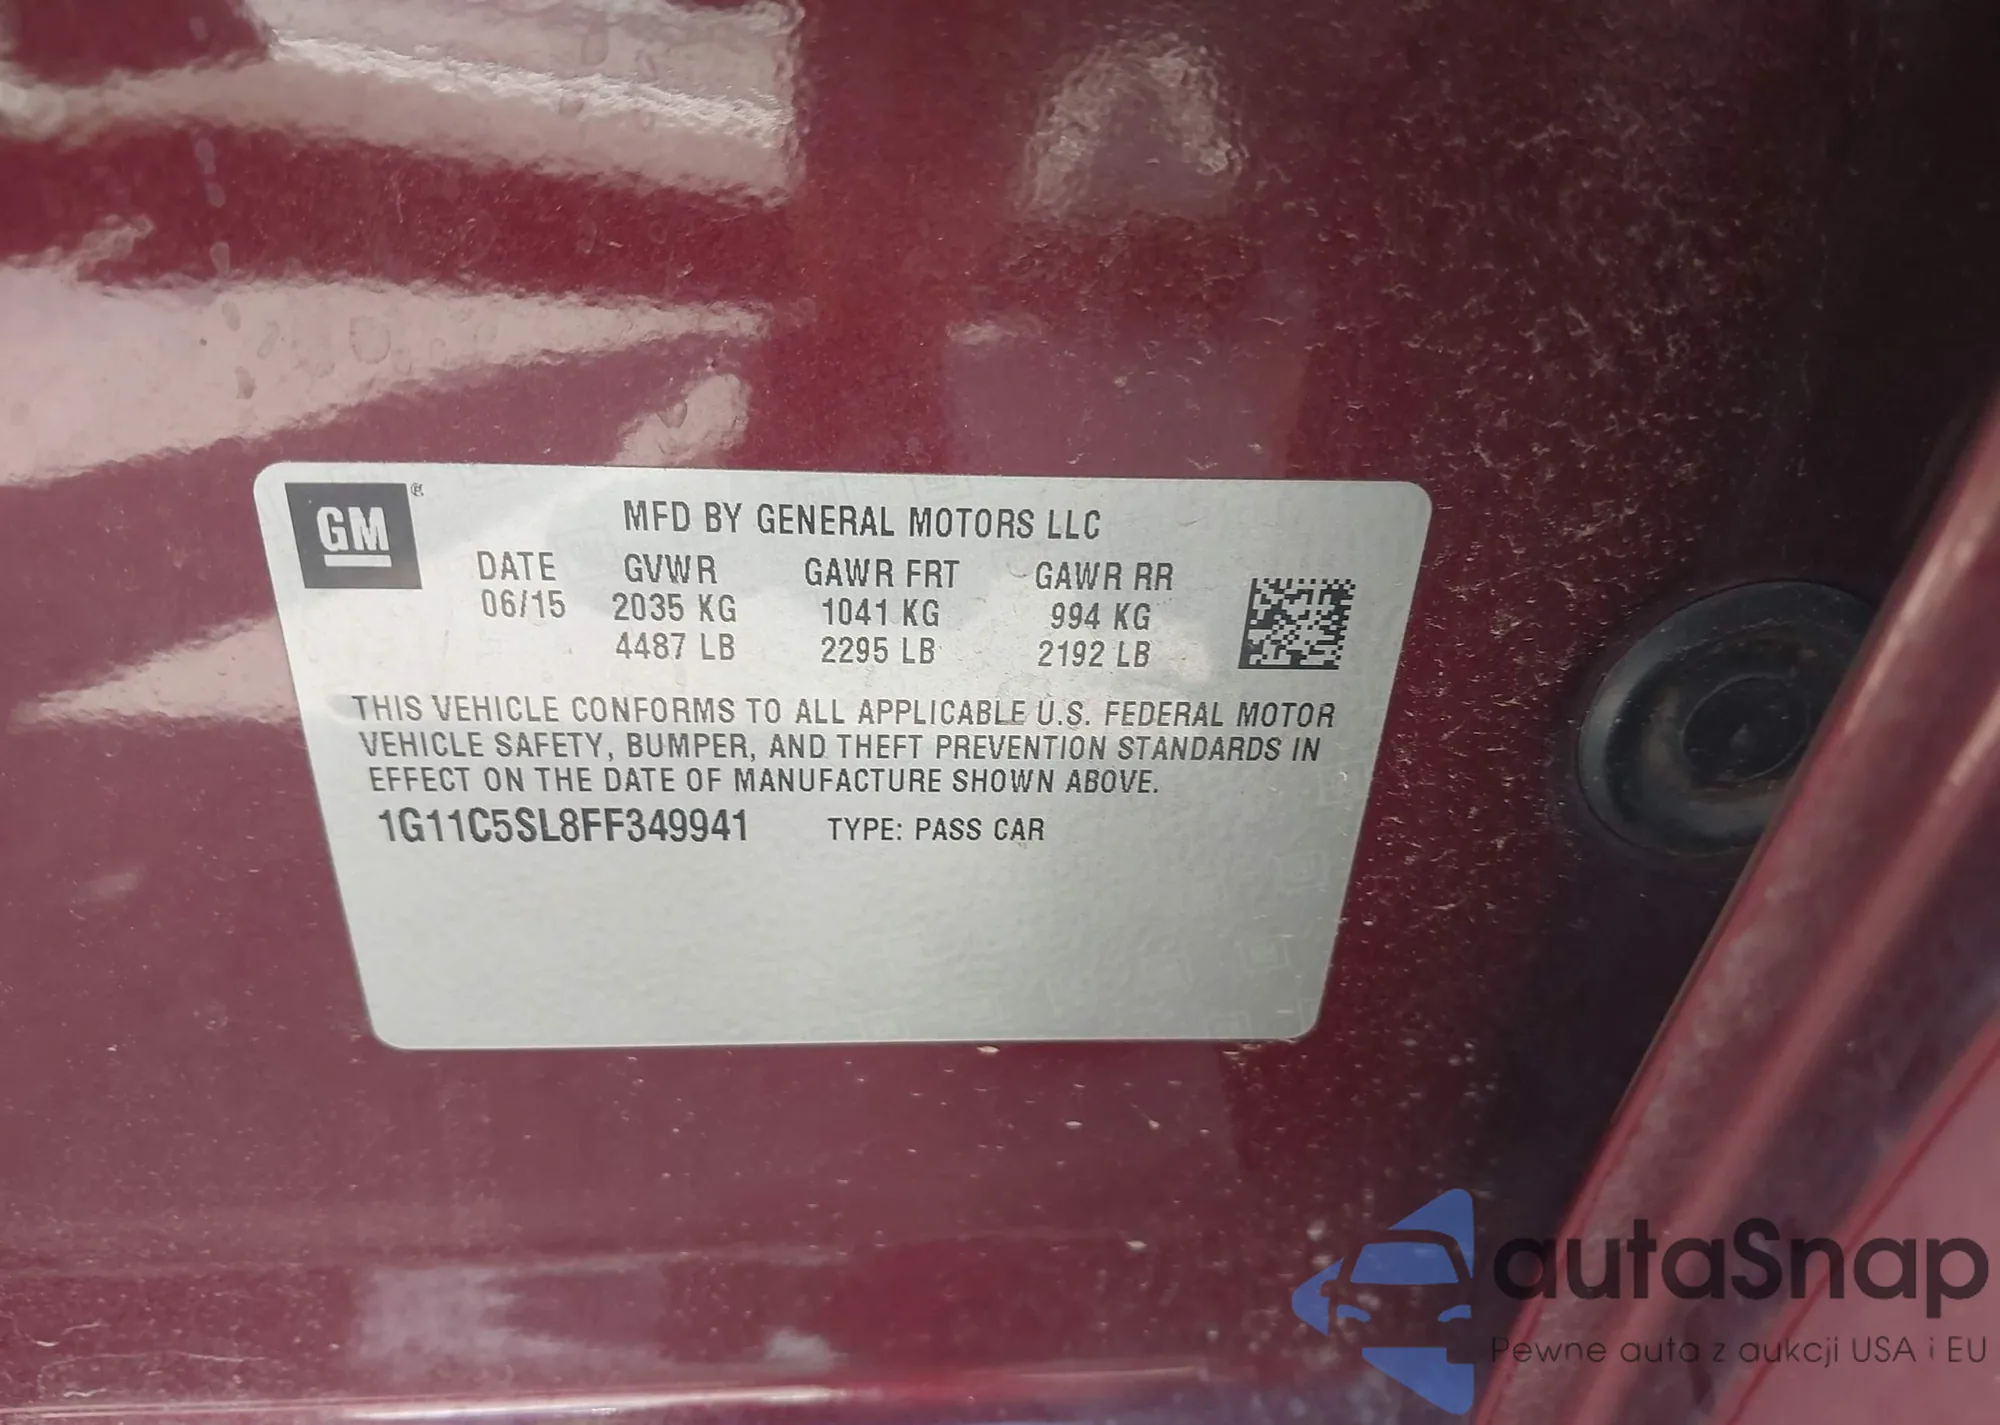 GM
MFD BY GENERAL MOTORS LLC
DATE GVWR GAWR FRT GAWR RR
06/15 2035 KG 1041 KG 994 KG
4487 LB 2295 LB 2192 LB
THIS VEHICLE CONFORMS TO ALL APPLICABLE U.S. FEDERAL MOTOR
VEHICLE SAFETY, BUMPER, AND THEFT PREVENTION STANDARDS IN
EFFECT ON THE DATE OF MANUFACTURE SHOWN ABOVE.
1G11C5SL8FF349941 TYPE: PASS CAR
autaSnap
Pewne auta z aukcji USA i EU